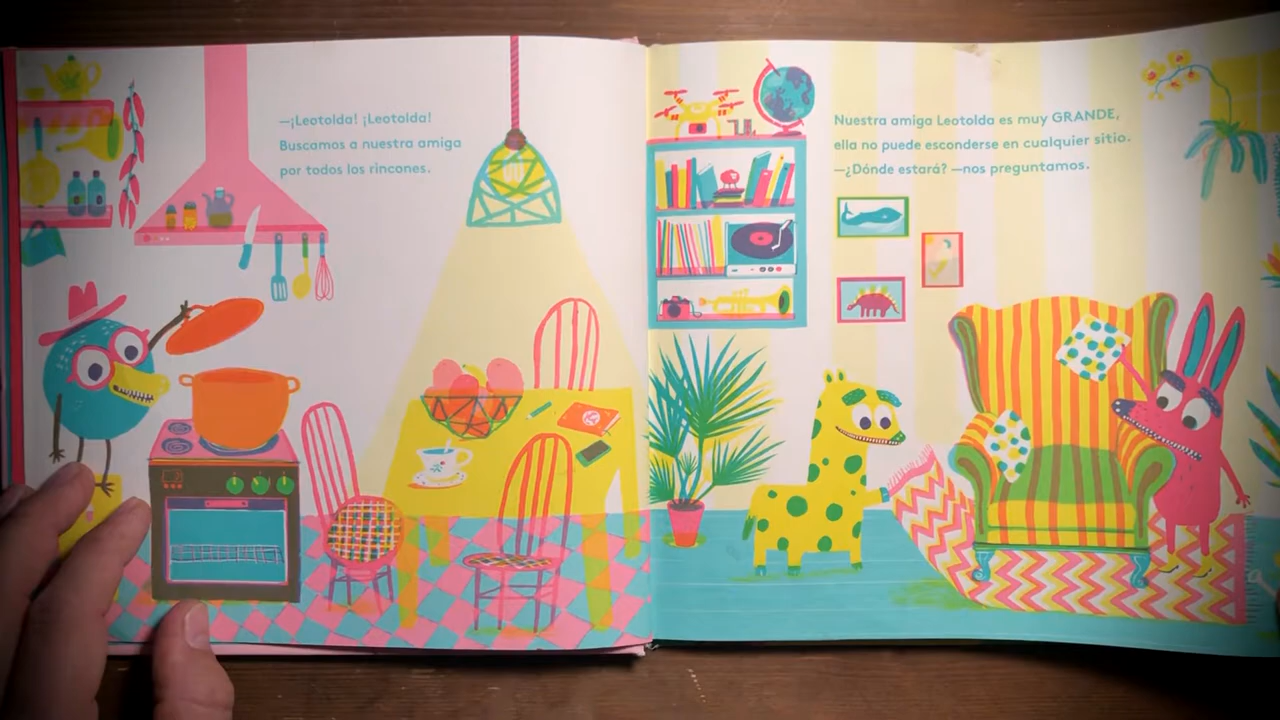 —¡Leotolda! ¡Leotolda!
Buscamos a nuestra amiga
por todos los rincones.
Nuestra amiga Leotolda es muy GRANDE,
ella no puede esconderse en cualquier sitio.
—¿Dónde estará? —nos preguntamos.